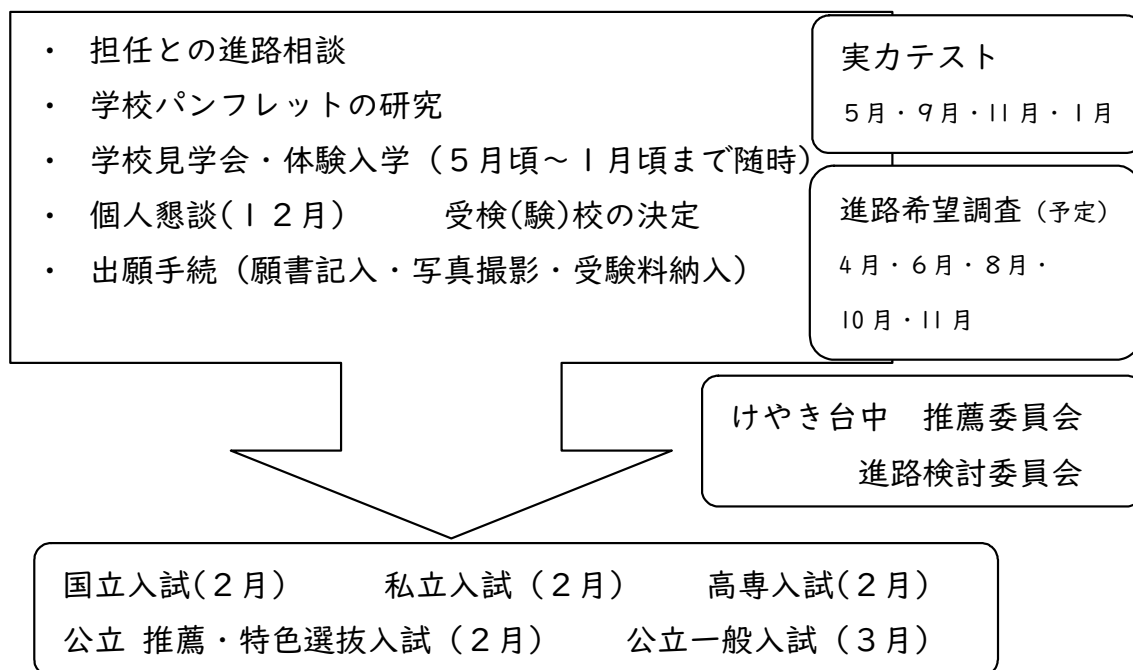 ・ 担任との進路相談
・ 学校パンフレットの研究
・ 学校見学会・体験入学（５月頃～１月頃まで随時）
・ 個人懇談(１２月)　　受検(験)校の決定
・ 出願手続（願書記入・写真撮影・受験料納入）
実力テスト
５月・９月・11月・１月
進路希望調査（予定）
4月・６月・８月・
10月・11月
けやき台中　推薦委員会
進路検討委員会
国立入試(２月)　　私立入試（２月）　　高専入試(２月)
公立 推薦・特色選抜入試（２月）　　公立一般入試（３月）